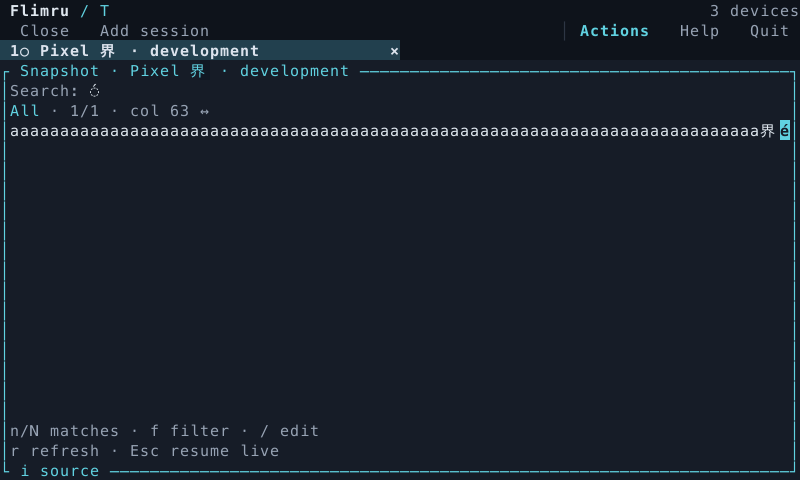 Flimru / T 3 devices
Close Add session Actions Help Quit
1○ Pixel 界 · development ×
Snapshot · Pixel 界 · development
Search: ◌́
All · 1/1 · col 63 ↔
aaaaaaaaaaaaaaaaaaaaaaaaaaaaaaaaaaaaaaaaaaaaaaaaaaaaaaaaaaaaaaaaaaaaaaaaaaa界é
n/N matches · f filter · / edit
r refresh · Esc resume live
i source